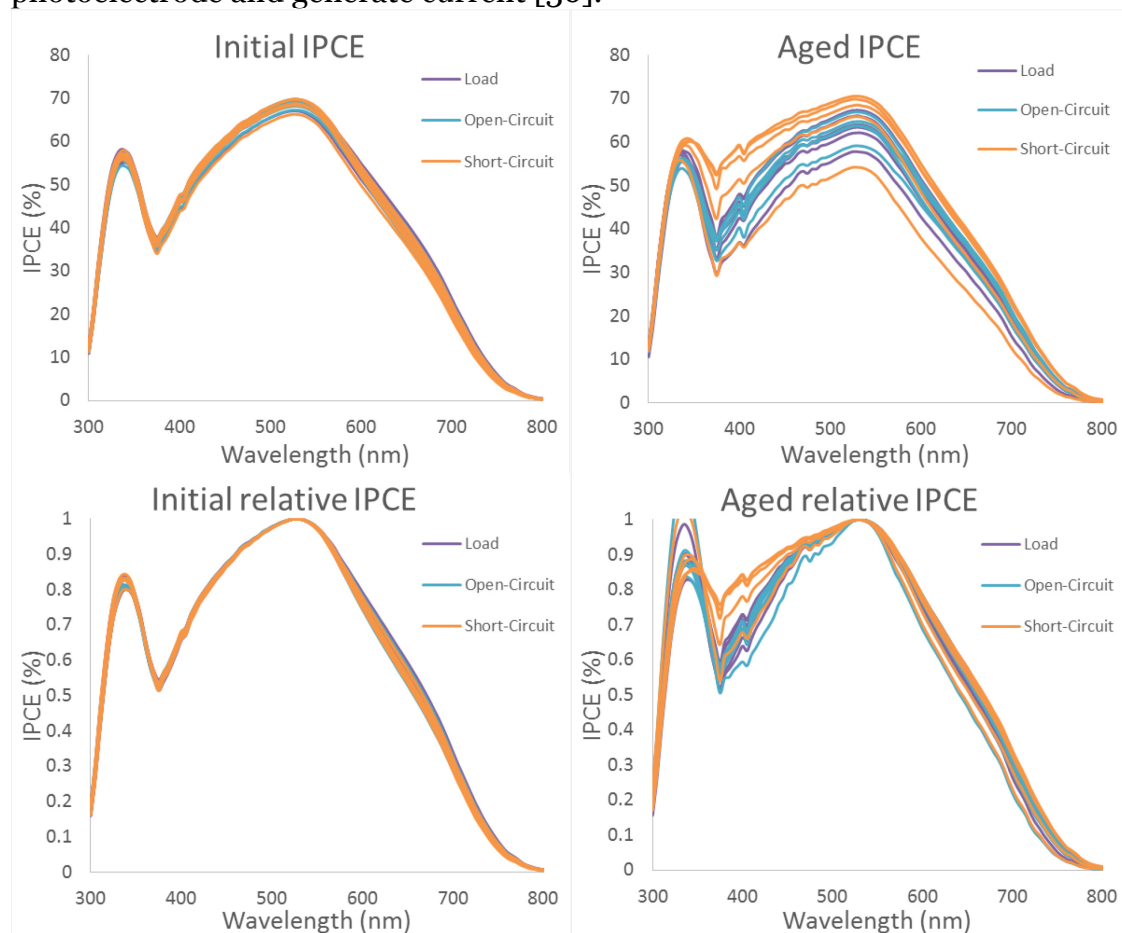 photoelectrode and generate current [36].
Initial IPCE
80
70
60
50
40
30
20
10
0
IPCE (%)
300 400 500 600 700 800
Wavelength (nm)
Load
Open-Circuit
Short-Circuit
Aged IPCE
80
70
60
50
40
30
20
10
0
IPCE (%)
300 400 500 600 700 800
Wavelength (nm)
Load
Open-Circuit
Short-Circuit
Initial relative IPCE
1
0.9
0.8
0.7
0.6
0.5
0.4
0.3
0.2
0.1
0
IPCE (%)
300 400 500 600 700 800
Wavelength (nm)
Load
Open-Circuit
Short-Circuit
Aged relative IPCE
1
0.9
0.8
0.7
0.6
0.5
0.4
0.3
0.2
0.1
0
IPCE (%)
300 400 500 600 700 800
Wavelength (nm)
Load
Open-Circuit
Short-Circuit